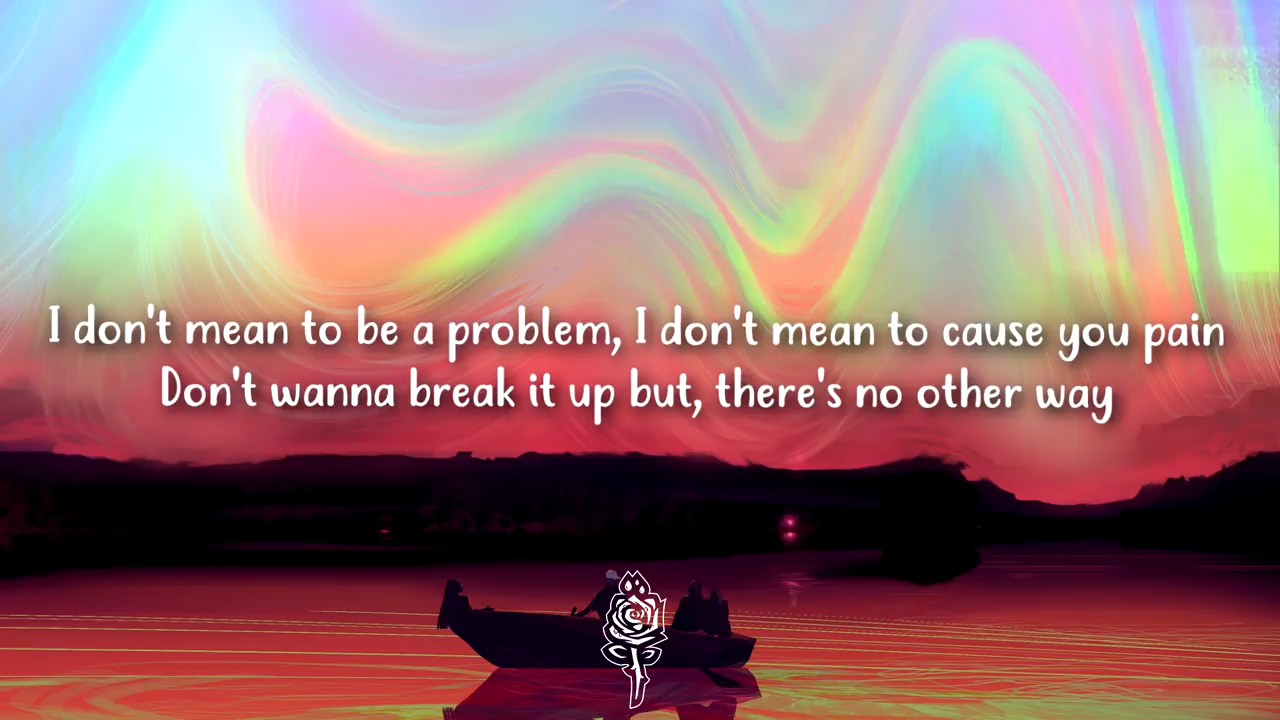 I don't mean to be a problem, I don't mean to cause you pain
Don't wanna break it up but, there's no other way